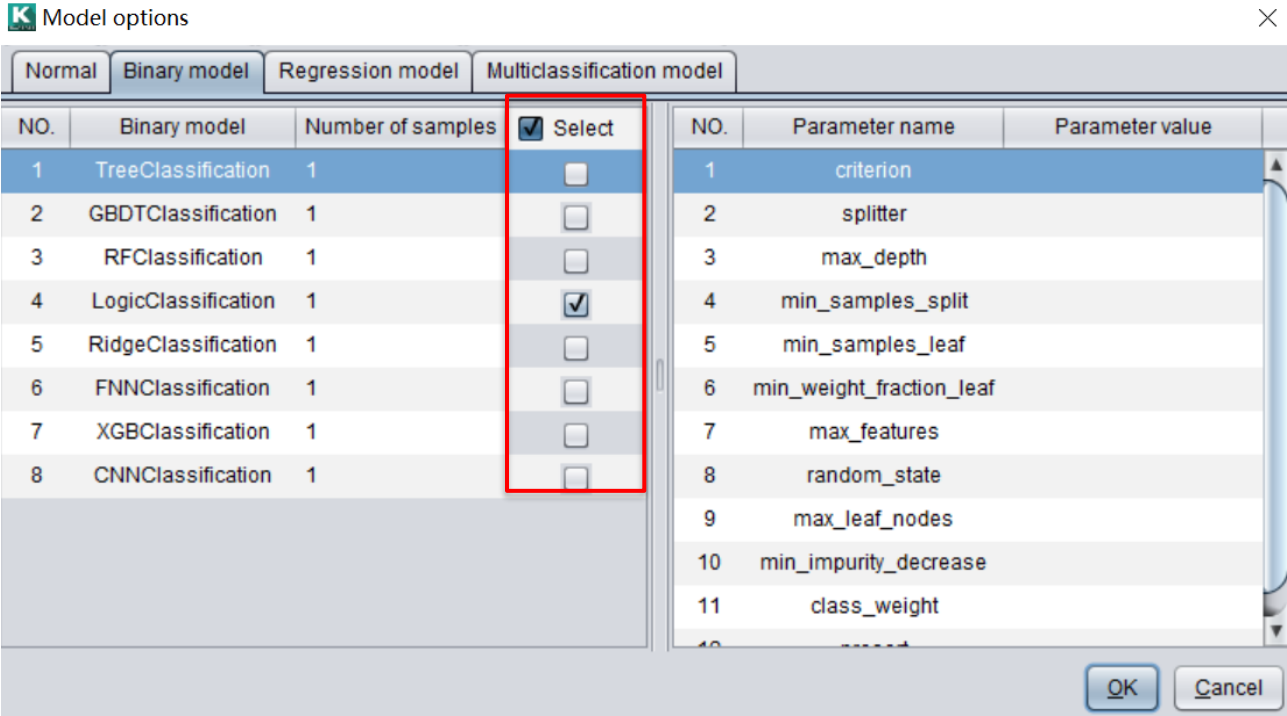 K Model options
Normal Binary model Regression model Multiclassification model
NO. Binary model Number of samples Select NO. Parameter name Parameter value
1 TreeClassification 1 1 criterion
2 GBDTClassification 1 2 splitter
3 RFClassification 1 3 max_depth
4 LogicClassification 1 4 min_samples_split
5 RidgeClassification 1 5 min_samples_leaf
6 FNNClassification 1 6 min_weight_fraction_leaf
7 XGBClassification 1 7 max_features
8 CNNClassification 1 8 random_state
9 max_leaf_nodes
10 min_impurity_decrease
11 class_weight
OK Cancel